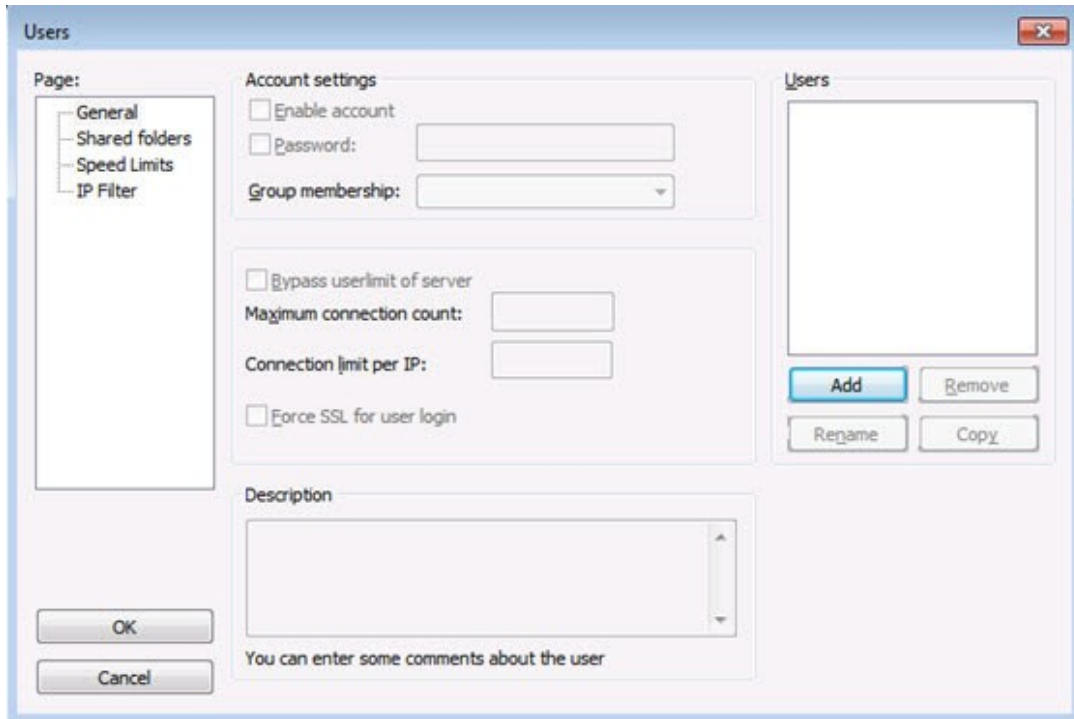 Users
Page:
General
Shared folders
Speed Limits
IP Filter
OK
Cancel
Account settings
Enable account
Password:
Group membership:
Bypass userlimit of server
Maximum connection count:
Connection limit per IP:
Force SSL for user login
Description
You can enter some comments about the user
Users
Add
Remove
Rename
Copy